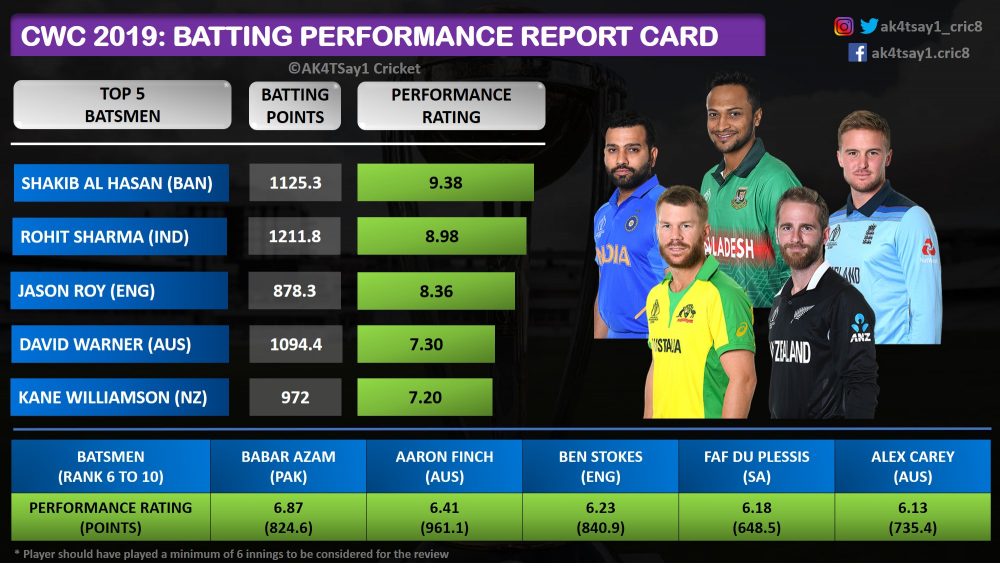 CWC 2019: BATTING PERFORMANCE REPORT CARD
ak4tsay1_cric8
ak4tsay1.cric8
©AK4TSay1 Cricket
TOP 5
BATSMEN
BATTING
POINTS
PERFORMANCE
RATING
SHAKIB AL HASAN (BAN) 1125.3 9.38
ROHIT SHARMA (IND) 1211.8 8.98
JASON ROY (ENG) 878.3 8.36
DAVID WARNER (AUS) 1094.4 7.30
KANE WILLIAMSON (NZ) 972 7.20
NDIA
LADESH
LAND
STALIA
ZEALAND
ANZ
BATSMEN
(RANK 6 TO 10)
BABAR AZAM
(PAK)
AARON FINCH
(AUS)
BEN STOKES
(ENG)
FAF DU PLESSIS
(SA)
ALEX CAREY
(AUS)
PERFORMANCE RATING
(POINTS)
6.87
(824.6)
6.41
(961.1)
6.23
(840.9)
6.18
(648.5)
6.13
(735.4)
* Player should have played a minimum of 6 innings to be considered for the review